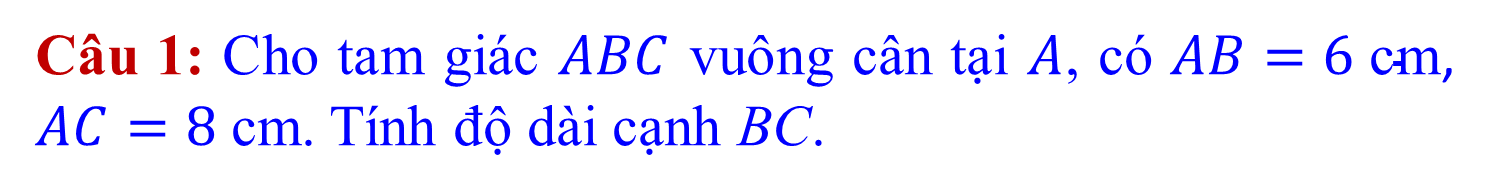 Câu 1: Cho tam giác ABC vuông cân tại A, có AB = 6 cm,
AC = 8 cm. Tính độ dài cạnh BC.